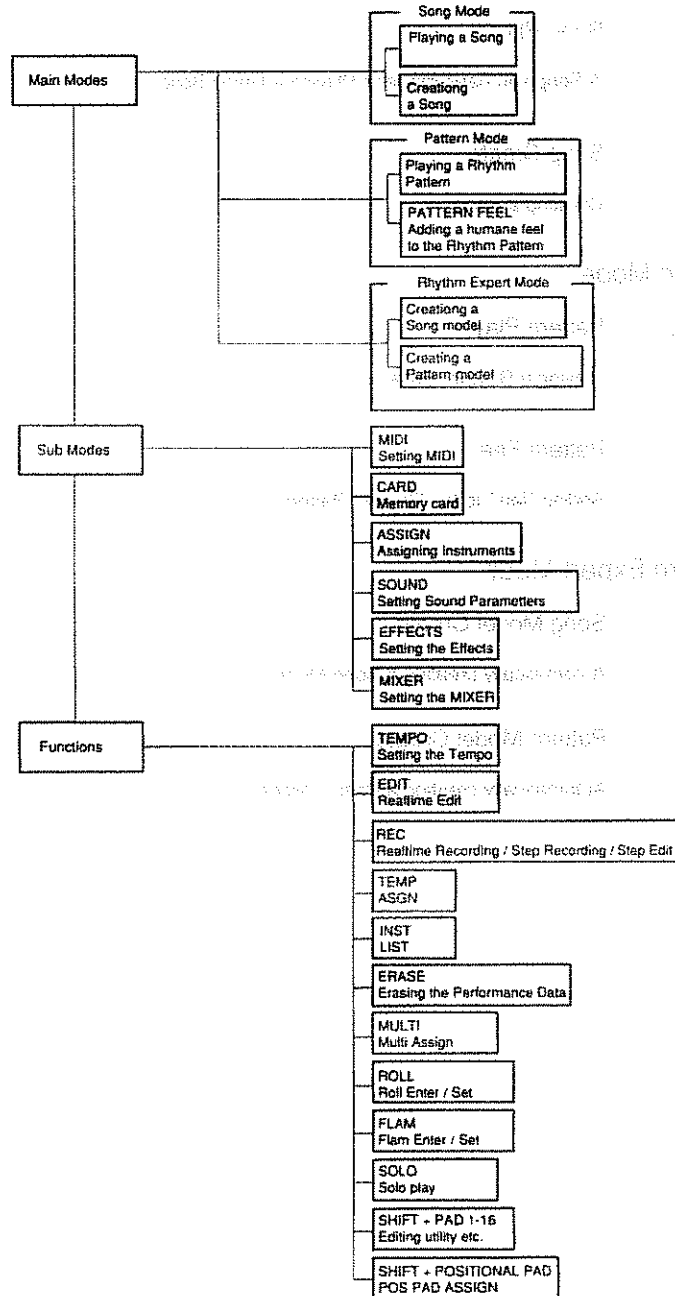 Song Mode
Playing a Song
Main Modes
Creationg
a Song
Pattern Mode
Playing a Rhythm
Pattern
PATTERN FEEL
Adding a humane feel
to the Rhythm Pattern
Rhythm Expert Mode
Creationg a
Song model
Creating a
Pattern model
Sub Modes
MIDI
Setting MIDI
CARD
Memory card
ASSIGN
Assigning Instruments
SOUND
Setting Sound Parametters
EFFECTS
Setting the Effects
MIXER
Setting the MIXER
Functions
TEMPO
Setting the Tempo
EDIT
Realtime Edit
REC
Realtime Recording / Step Recording / Step Edit
TEMP
ASGN
INST
LIST
ERASE
Erasing the Performance Data
MULTI
Multi Assign
ROLL
Roll Enter / Set
FLAM
Flam Enter / Set
SOLO
Solo play
SHIFT + PAD 1-16
Editing utility etc.
SHIFT + POSITIONAL PAD
POS PAD ASSIGN